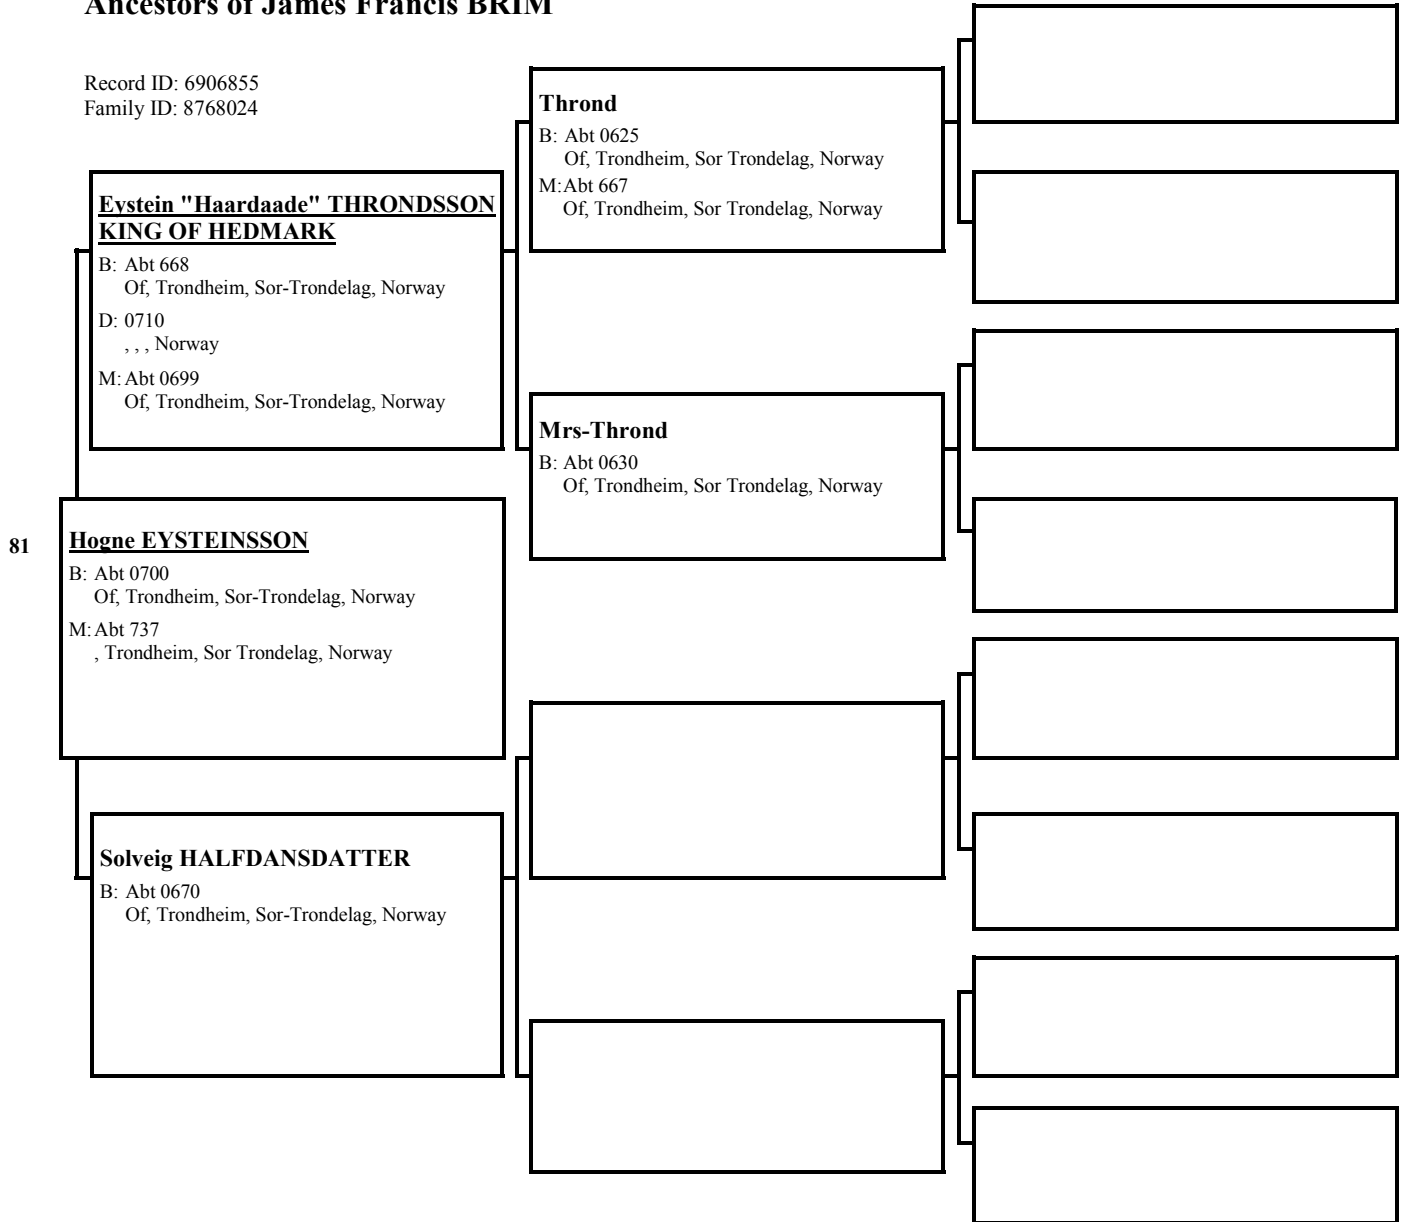 Ancestors of James Francis BRIM
Record ID: 6906855
Family ID: 8768024
Thrond
B: Abt 0625
Of, Trondheim, Sor Trondelag, Norway
M:Abt 667
Of, Trondheim, Sor Trondelag, Norway
Eystein "Haardaade" THRONDSSON
KING OF HEDMARK
B: Abt 668
Of, Trondheim, Sor-Trondelag, Norway
D: 0710
, , , Norway
M:Abt 0699
Of, Trondheim, Sor-Trondelag, Norway
Mrs-Thrond
B: Abt 0630
Of, Trondheim, Sor Trondelag, Norway
81
Hogne EYSTEINSSON
B: Abt 0700
Of, Trondheim, Sor-Trondelag, Norway
M:Abt 737
, Trondheim, Sor Trondelag, Norway
Solveig HALFDANSDATTER
B: Abt 0670
Of, Trondheim, Sor-Trondelag, Norway